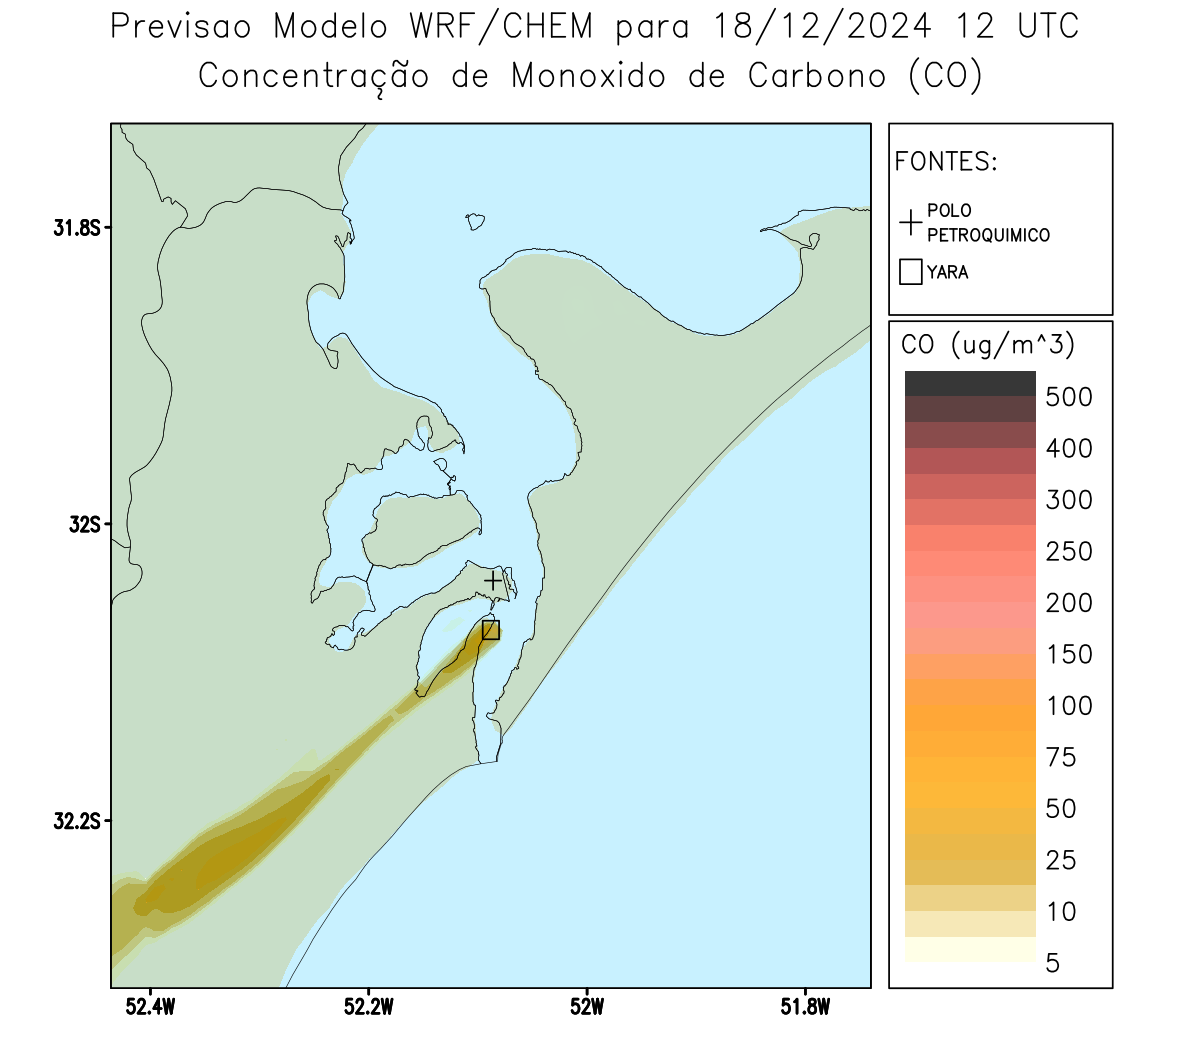 Previsao Modelo WRF/CHEM para 18/12/2024 12 UTC
Concentração de Monoxido de Carbono (CO)
FONTES:
POLO
PETROQUIMICO
YARA
CO (ug/m^3)
500
400
300
250
200
150
100
75
50
25
10
5
31.8S
32S
32.2S
52.4W
52.2W
52W
51.8W